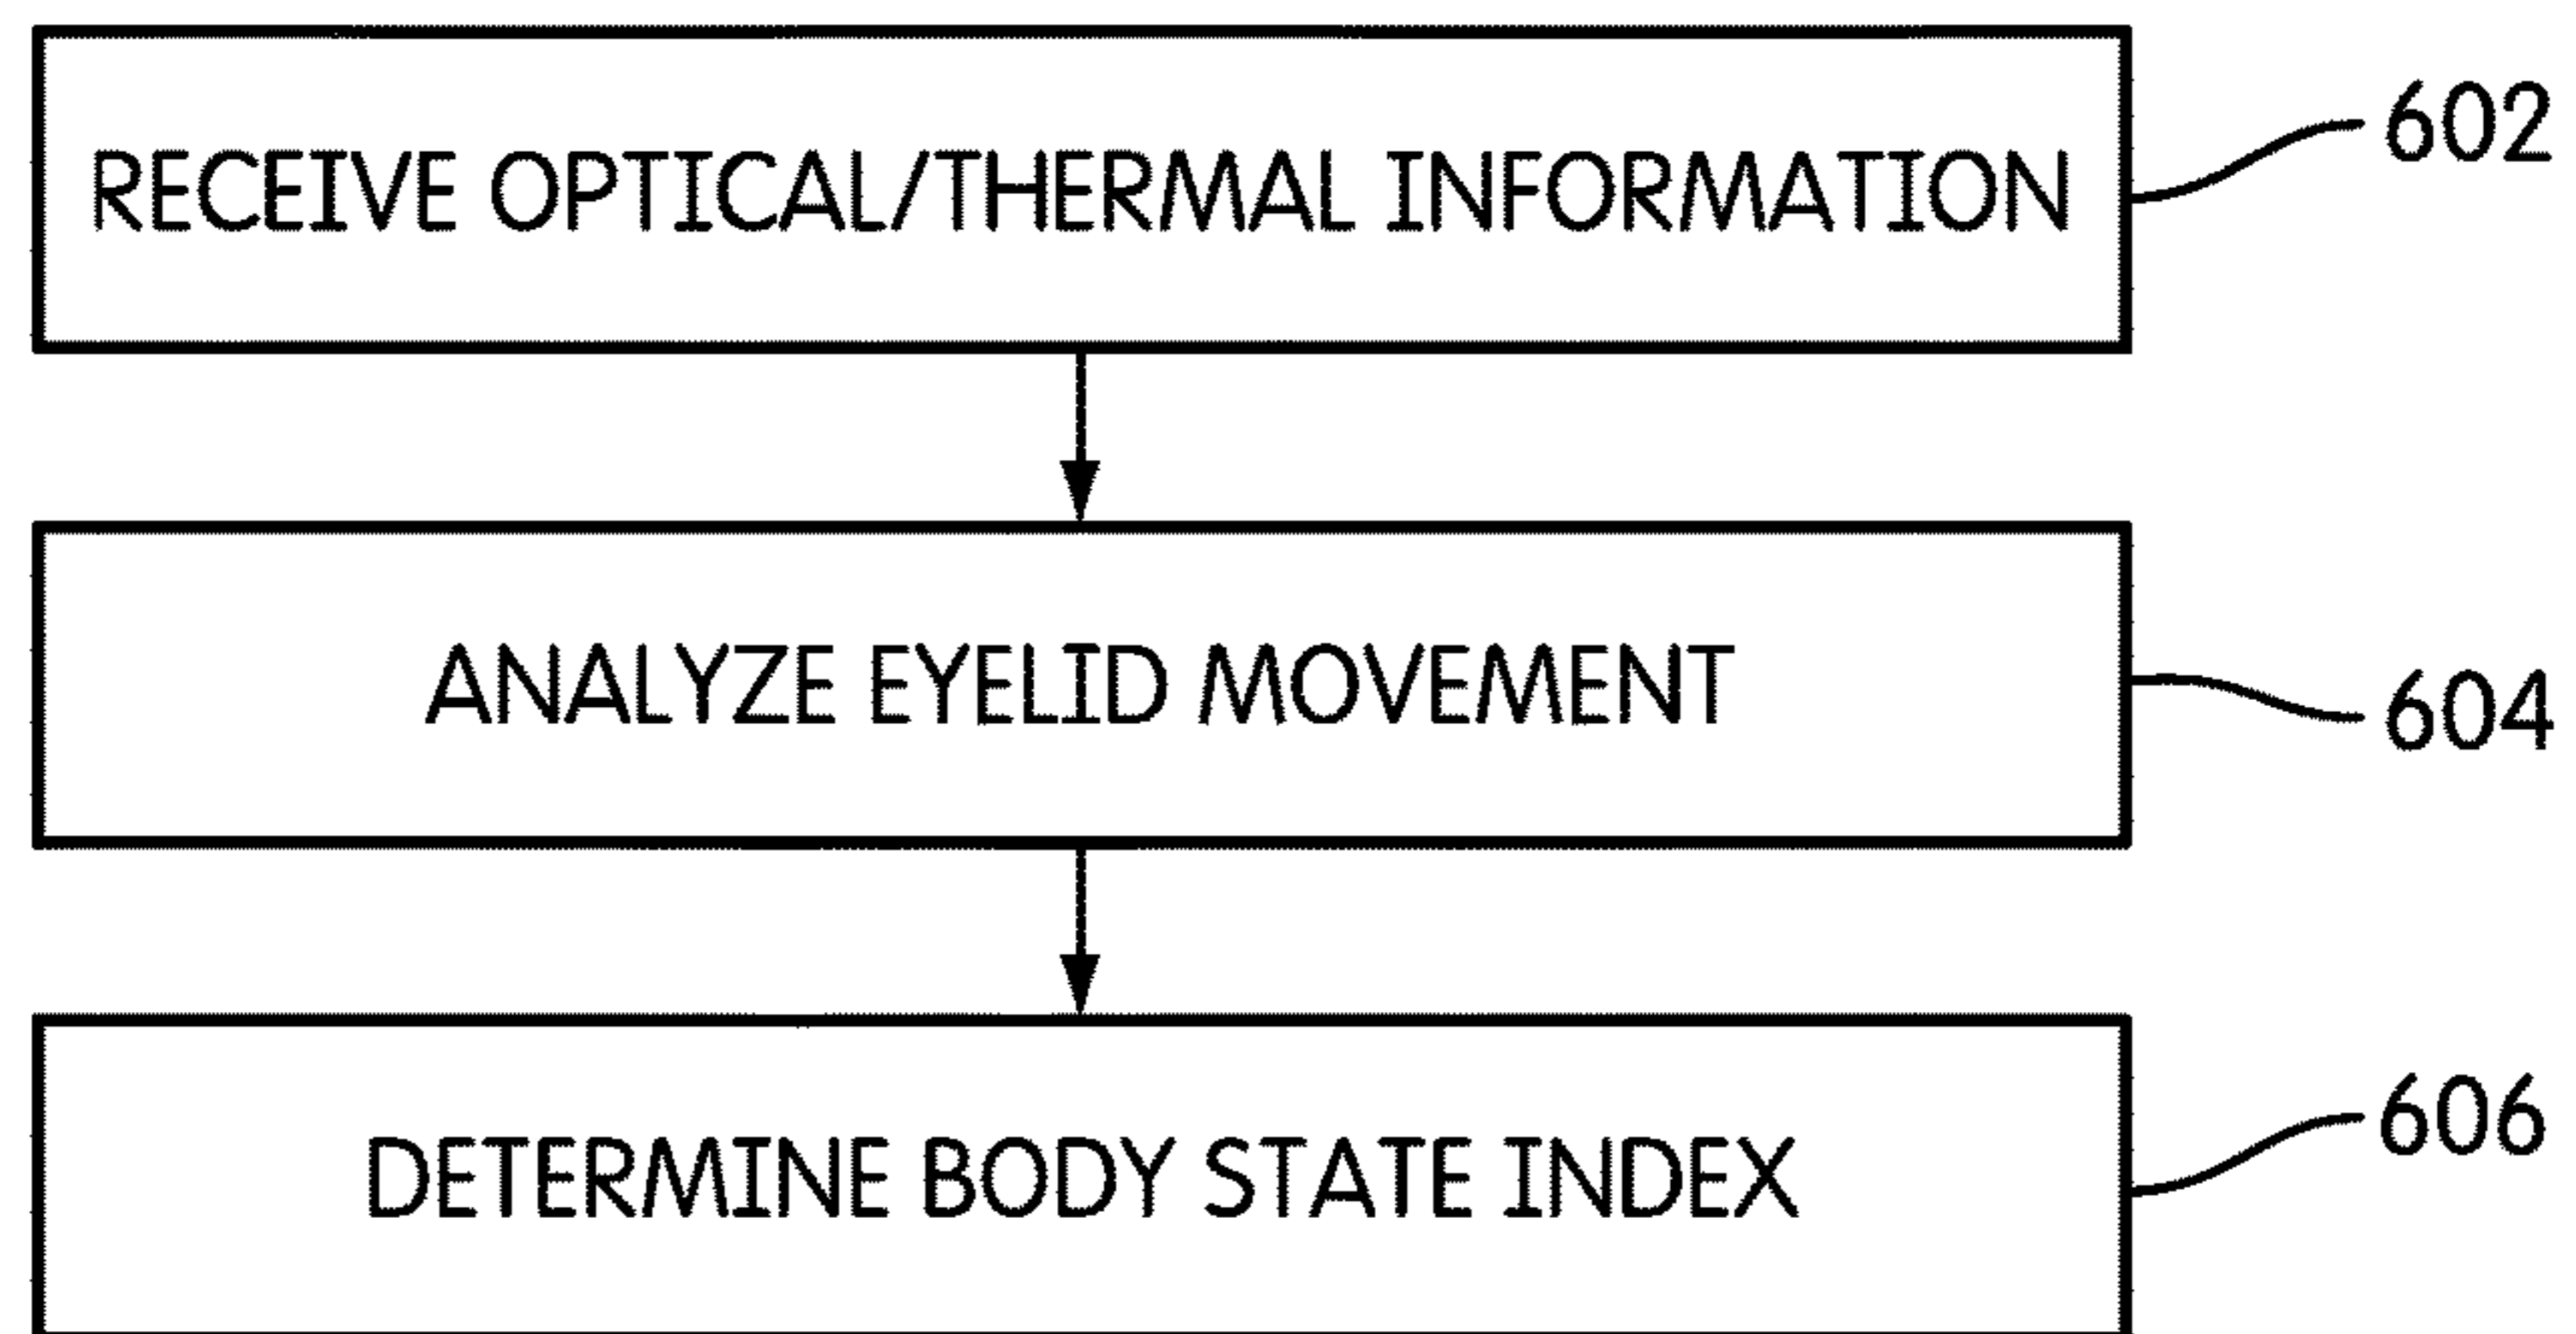 RECEIVE OPTICAL/THERMAL INFORMATION
602
ANALYZE EYELID MOVEMENT
604
DETERMINE BODY STATE INDEX
606